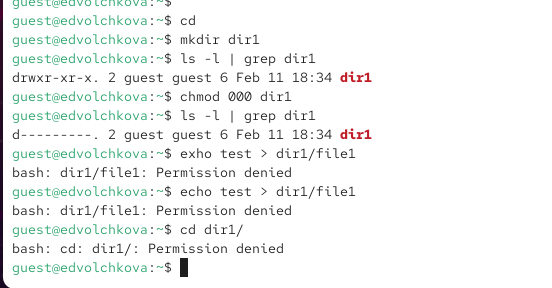 guest@edvolchkova:~$
guest@edvolchkova:~$ cd
guest@edvolchkova:~$ mkdir dir1
guest@edvolchkova:~$ ls -l | grep dir1
drwxr-xr-x. 2 guest guest 6 Feb 11 18:34 dir1
guest@edvolchkova:~$ chmod 000 dir1
guest@edvolchkova:~$ ls -l | grep dir1
d---------. 2 guest guest 6 Feb 11 18:34 dir1
guest@edvolchkova:~$ exho test > dir1/file1
bash: dir1/file1: Permission denied
guest@edvolchkova:~$ echo test > dir1/file1
bash: dir1/file1: Permission denied
guest@edvolchkova:~$ cd dir1/
bash: cd: dir1/: Permission denied
guest@edvolchkova:~$